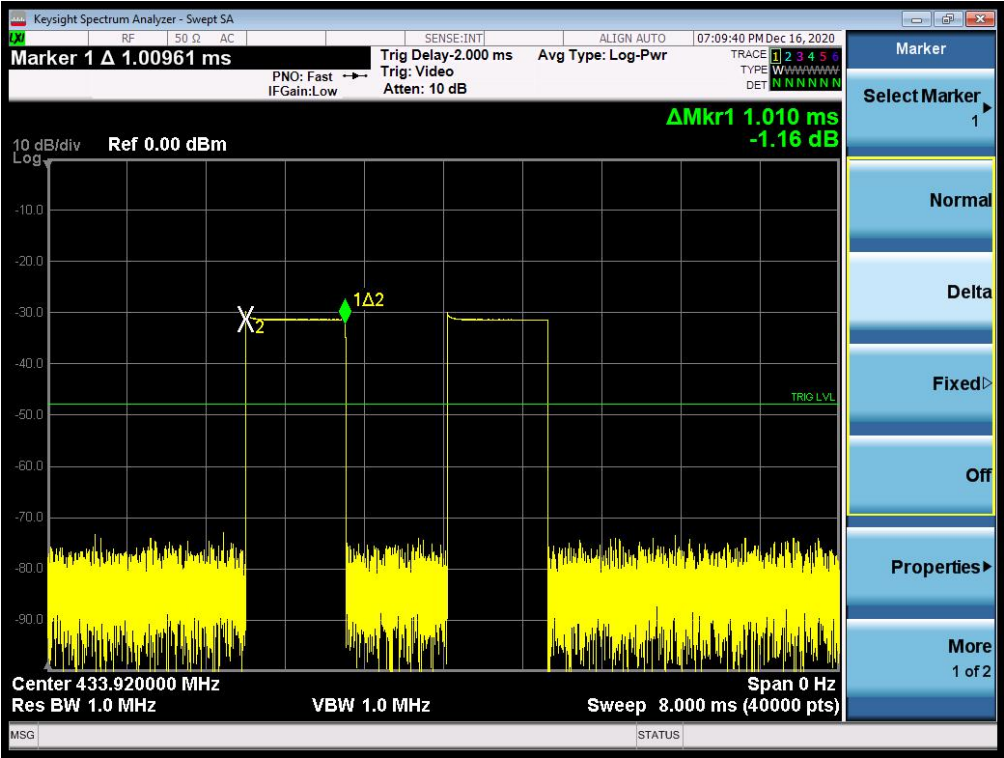 Keysight Spectrum Analyzer - Swept SA
LXI RF 50 Ω AC SENSE:INT ALIGN AUTO 07:09:40 PM Dec 16, 2020
Marker 1 Δ 1.00961 ms
PNO: Fast
IFGain:Low
Trig Delay-2.000 ms
Trig: Video
Atten: 10 dB
Avg Type: Log-Pwr
TRACE 1 2 3 4 5 6
TYPE WWWWWWW
DET N N N N N N
ΔMkr1 1.010 ms
-1.16 dB
10 dB/div Ref 0.00 dBm
Log
-10.0
-20.0
-30.0
-40.0
-50.0
-60.0
-70.0
-80.0
-90.0
X2
1Δ2
TRIG LVL
Center 433.920000 MHz
Span 0 Hz
Res BW 1.0 MHz
VBW 1.0 MHz
Sweep 8.000 ms (40000 pts)
MSG
STATUS
Marker
Select Marker
1
Normal
Delta
Fixed
Off
Properties
More
1 of 2